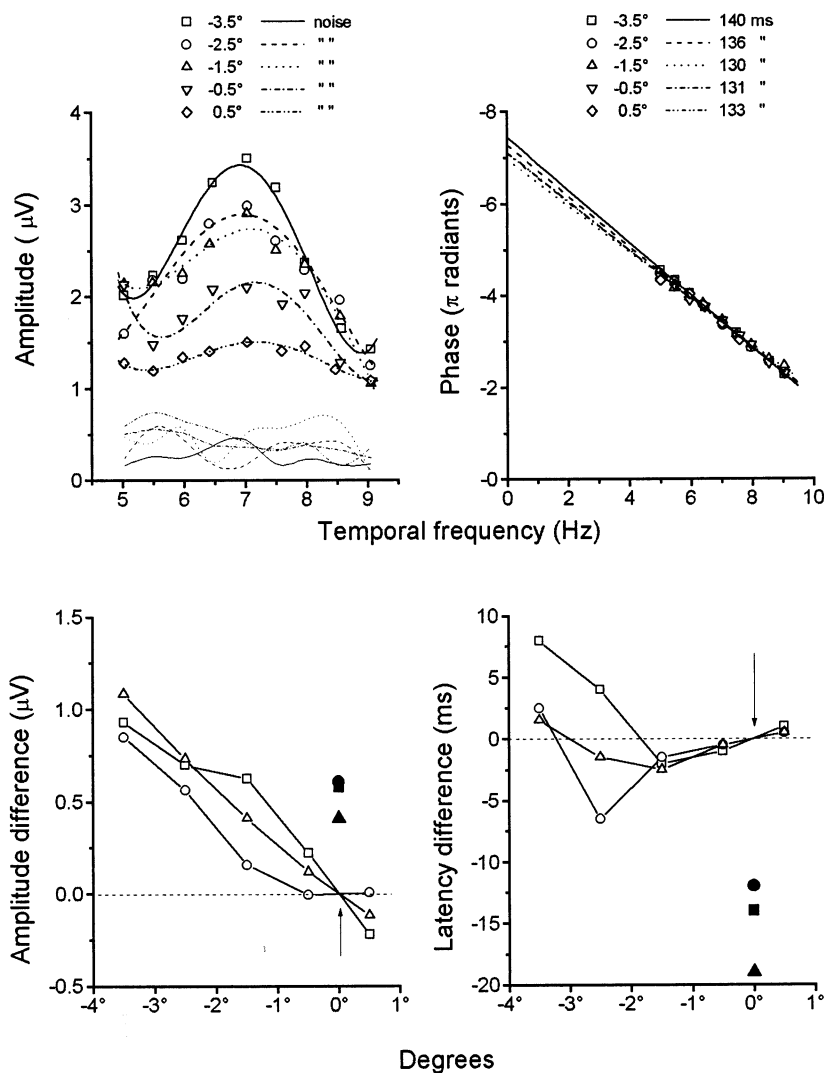 -3.5° noise
-2.5° " "
-1.5° " "
-0.5° " "
0.5° " "
-3.5° 140 ms
-2.5° 136 "
-1.5° 130 "
-0.5° 131 "
0.5° 133 "
Amplitude ( μV)
4
3
2
1
0
5 6 7 8 9
Phase (π radiants)
-8
-6
-4
-2
-0
0 2 4 6 8 10
Temporal frequency (Hz)
Amplitude difference (μV)
1.5
1.0
0.5
0.0
-0.5
-4° -3° -2° -1° 0° 1°
Latency difference (ms)
10
5
0
-5
-10
-15
-20
-4° -3° -2° -1° 0° 1°
Degrees